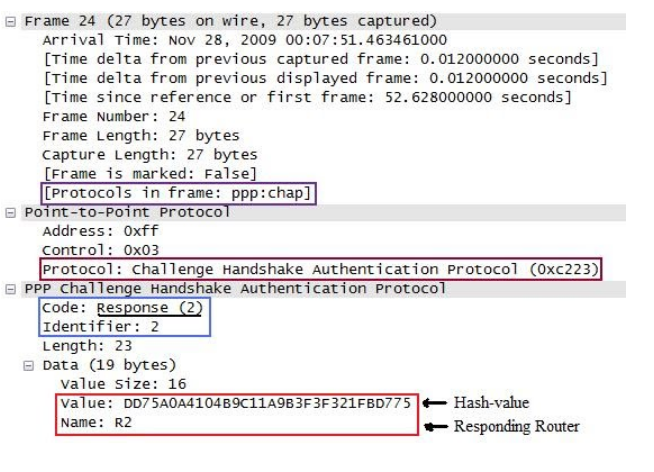 Frame 24 (27 bytes on wire, 27 bytes captured)
Arrival Time: Nov 28, 2009 00:07:51.463461000
[Time delta from previous captured frame: 0.012000000 seconds]
[Time delta from previous displayed frame: 0.012000000 seconds]
[Time since reference or first frame: 52.628000000 seconds]
Frame Number: 24
Frame Length: 27 bytes
Capture Length: 27 bytes
[Frame is marked: False]
[Protocols in frame: ppp:chap]
Point-to-Point Protocol
Address: 0xff
Control: 0x03
Protocol: Challenge Handshake Authentication Protocol (0xc223)
PPP Challenge Handshake Authentication Protocol
Code: Response (2)
Identifier: 2
Length: 23
Data (19 bytes)
Value Size: 16
Value: DD75A0A4104B9C11A9B3F3F321FBD775 Hash-value
Name: R2 Responding Router